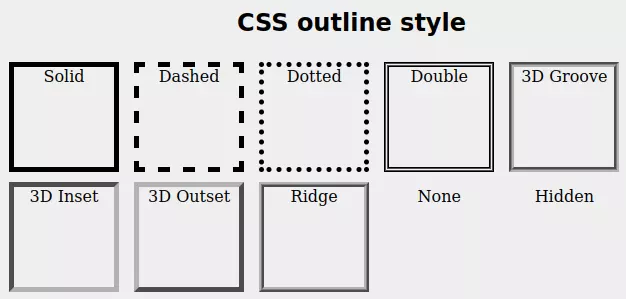 CSS outline style
Solid Dashed Dotted Double 3D Groove
3D Inset 3D Outset Ridge None Hidden